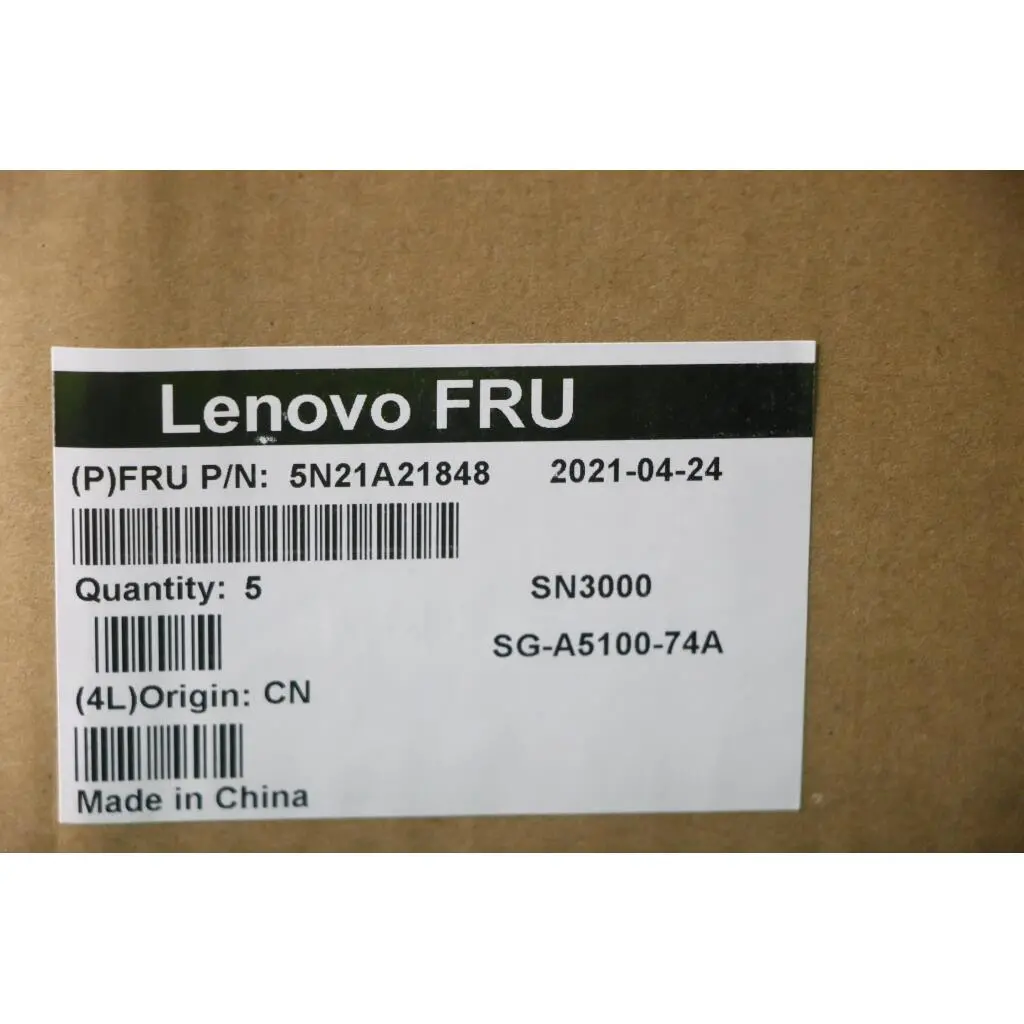 Lenovo FRU
(P)FRU P/N: 5N21A21848 2021-04-24
Quantity: 5 SN3000
SG-A5100-74A
(4L)Origin: CN
Made in China